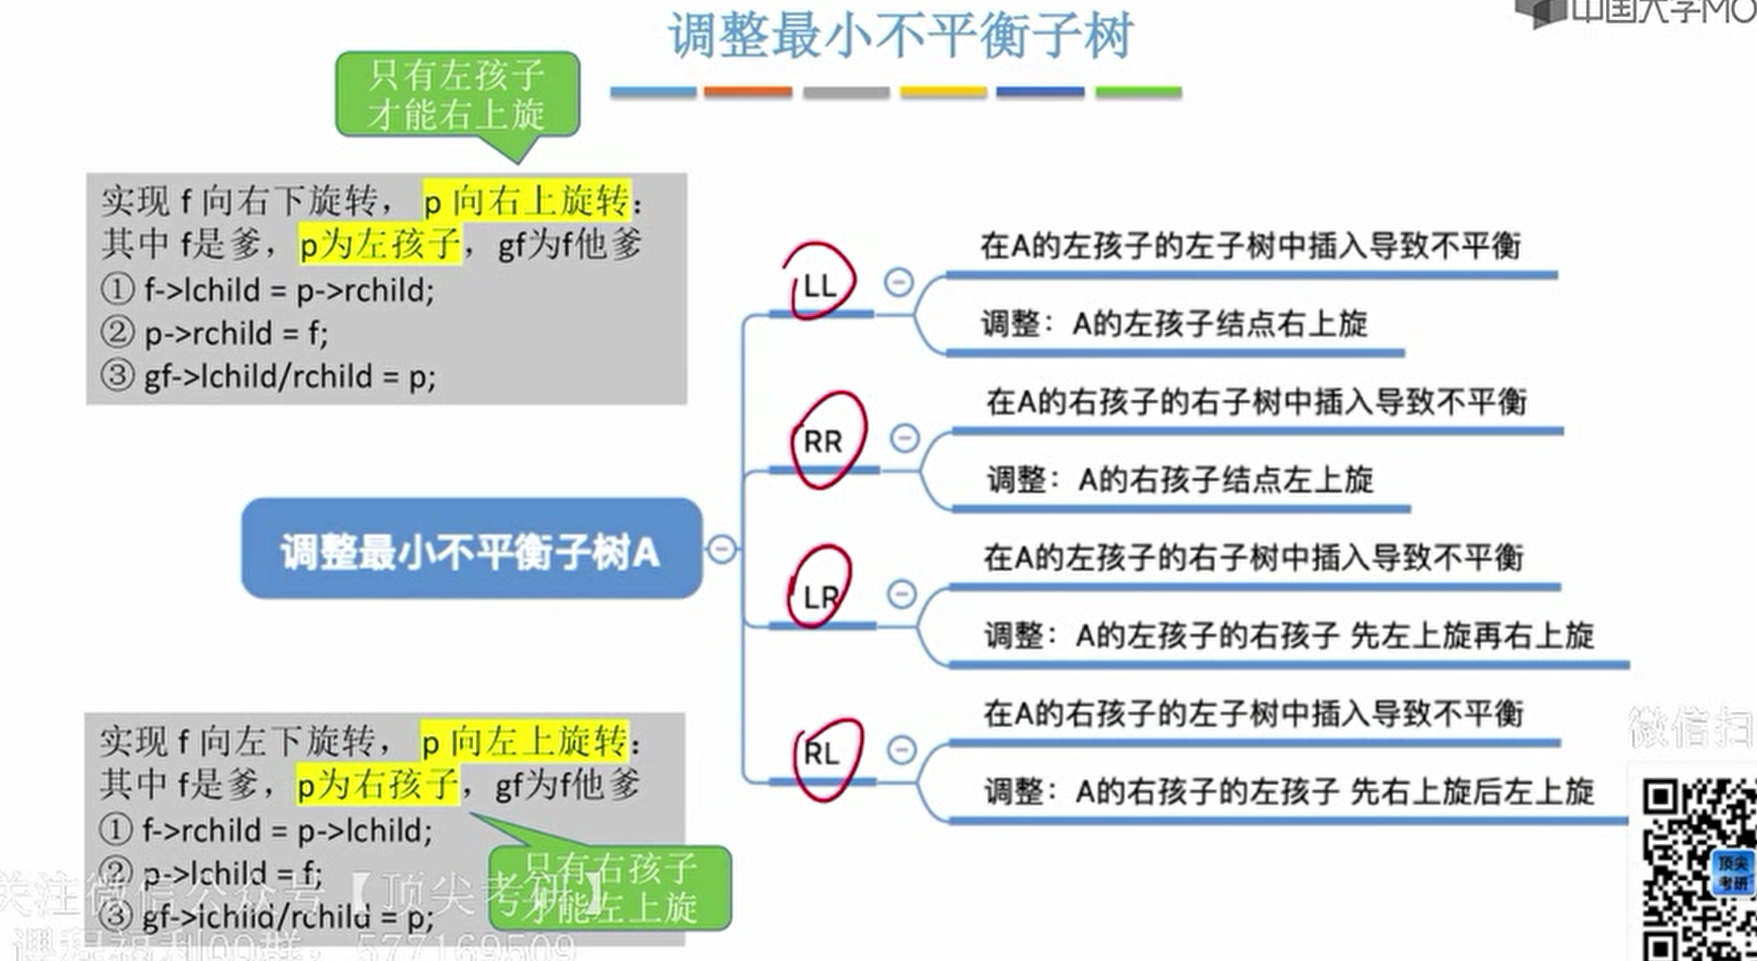 中国大学MO
调整最小不平衡子树
只有左孩子
才能右上旋
实现 f 向右下旋转， p 向右上旋转：
其中 f是爹，p为左孩子，gf为f他爹
① f->lchild = p->rchild;
② p->rchild = f;
③ gf->lchild/rchild = p;
LL
在A的左孩子的左子树中插入导致不平衡
调整：A的左孩子结点右上旋
RR
在A的右孩子的右子树中插入导致不平衡
调整：A的右孩子结点左上旋
调整最小不平衡子树A
LR
在A的左孩子的右子树中插入导致不平衡
调整：A的左孩子的右孩子 先左上旋再右上旋
RL
在A的右孩子的左子树中插入导致不平衡
调整：A的右孩子的左孩子 先右上旋后左上旋
实现 f 向左下旋转， p 向左上旋转：
其中 f是爹，p为右孩子，gf为f他爹
① f->rchild = p->lchild;
② p->lchild = f;
③ gf->lchild/rchild = p;
只有右孩子
才能左上旋
关注微信公众号【顶尖考研】
课程福利QQ群：577169509
微信扫
顶尖
考研